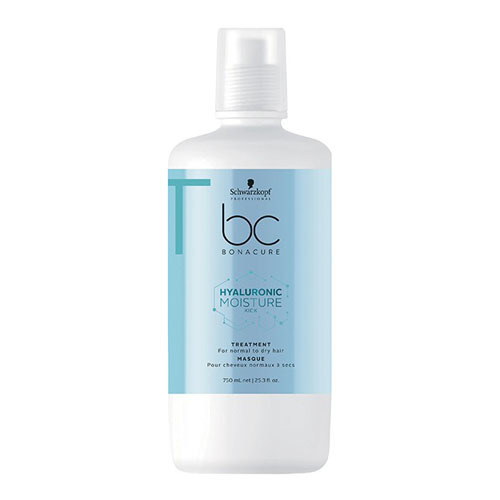 T
Schwarzkopf
PROFESSIONAL
bc
BONACURE
HYALURONIC
MOISTURE
KICK
TREATMENT
For normal to dry hair
MASQUE
Pour cheveux normaux à secs
750 mL net | 25.3 fl. oz.